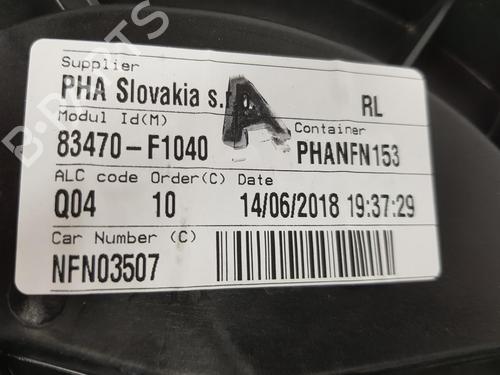 Supplier
PHA Slovakia s.r. A RL
Modul Id(M) Container
83470-F1040 PHANFN153
ALC code Order(C) Date
Q04 10 14/06/2018 19:37:29
Car Number (C)
NFN03507
B-PARTS